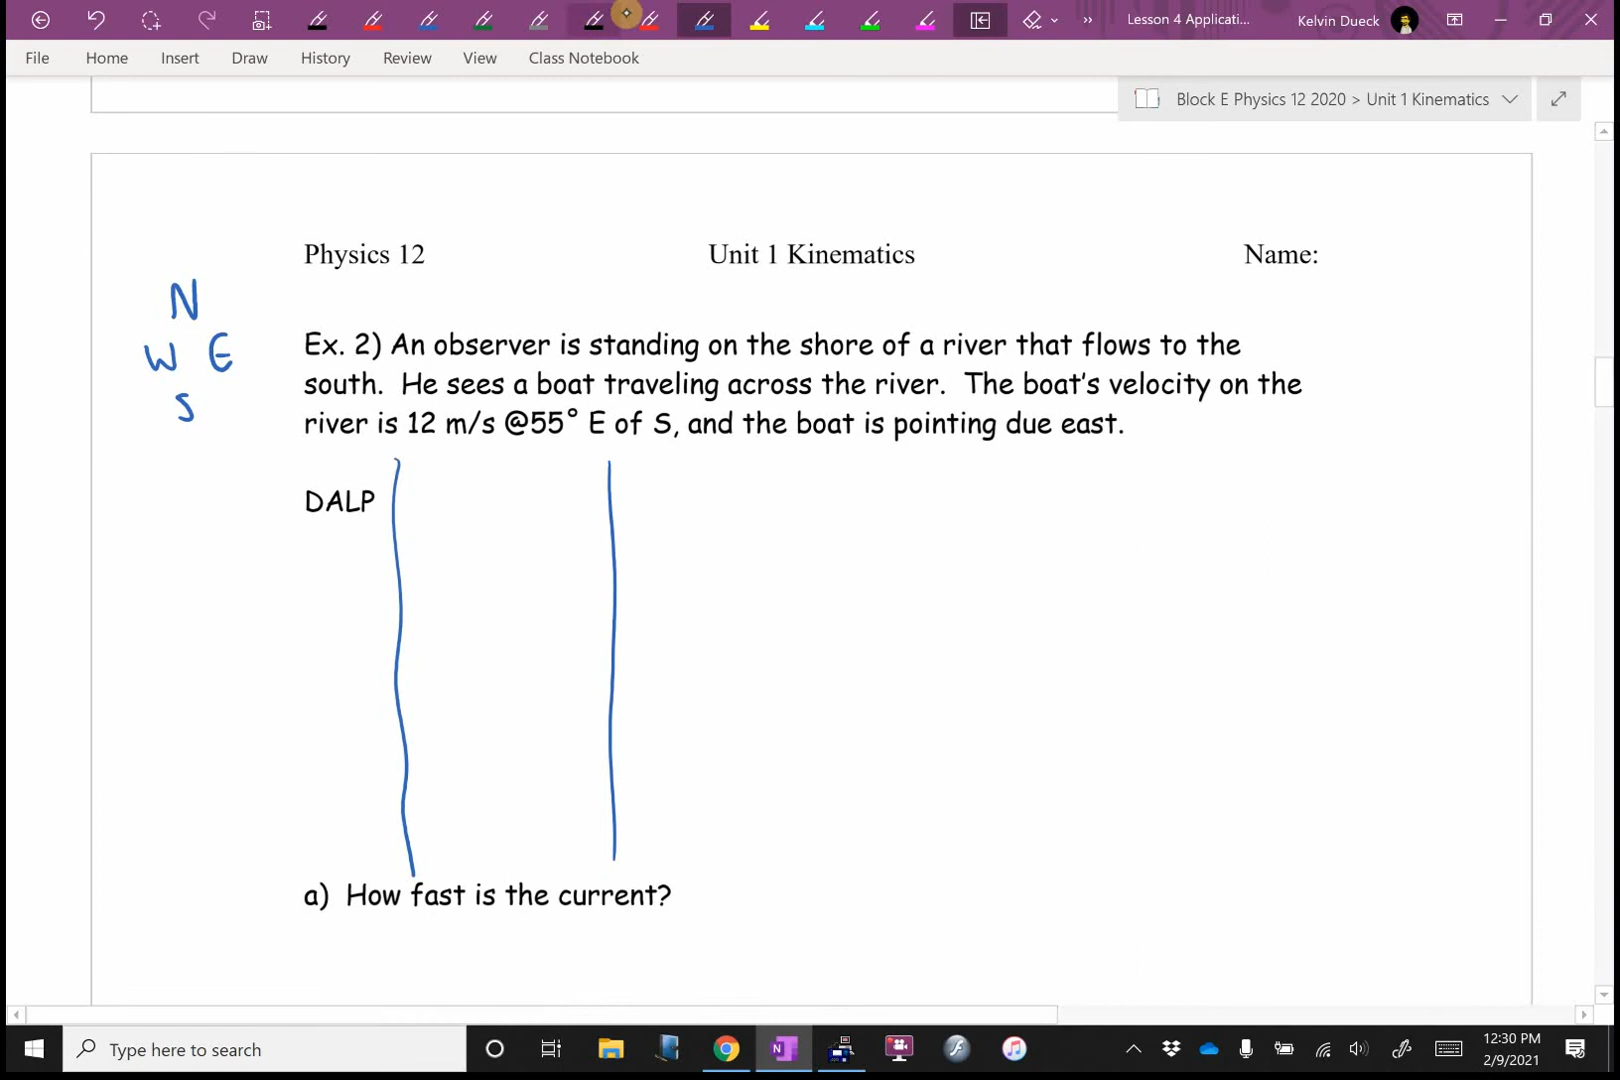 Lesson 4 Applicati...
Kelvin Dueck
File Home Insert Draw History Review View Class Notebook
Block E Physics 12 2020 > Unit 1 Kinematics
Physics 12 Unit 1 Kinematics Name:
N
W E
S
Ex. 2) An observer is standing on the shore of a river that flows to the
south. He sees a boat traveling across the river. The boat's velocity on the
river is 12 m/s @55° E of S, and the boat is pointing due east.
DALP
a) How fast is the current?
Type here to search
12:30 PM
2/9/2021